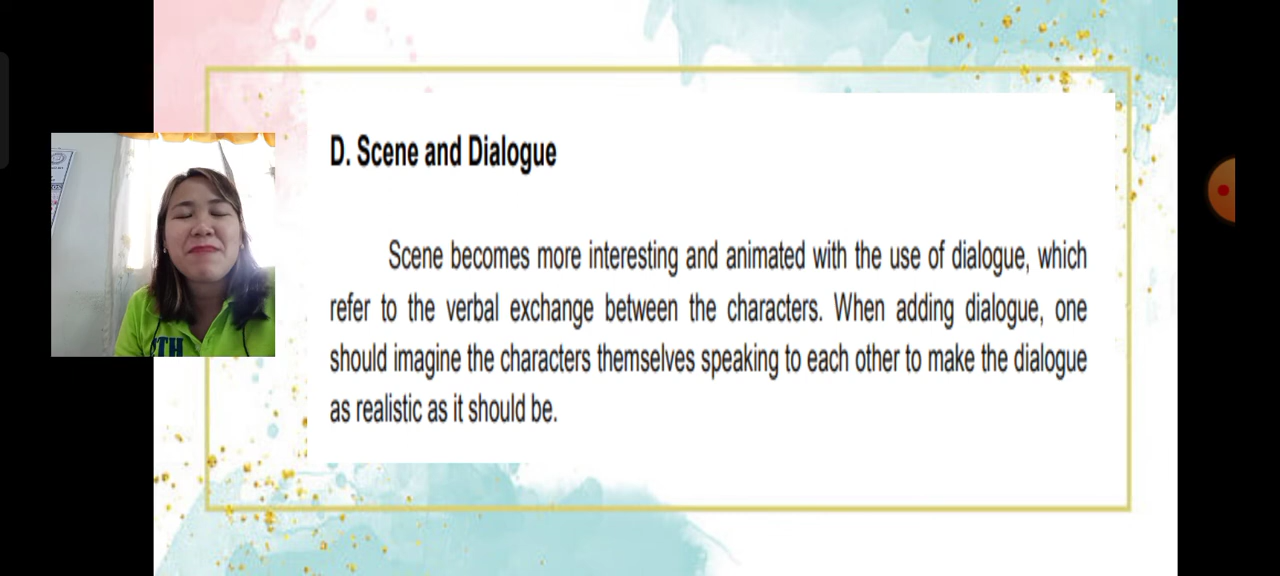 D. Scene and Dialogue
Scene becomes more interesting and animated with the use of dialogue, which
refer to the verbal exchange between the characters. When adding dialogue, one
should imagine the characters themselves speaking to each other to make the dialogue
as realistic as it should be.